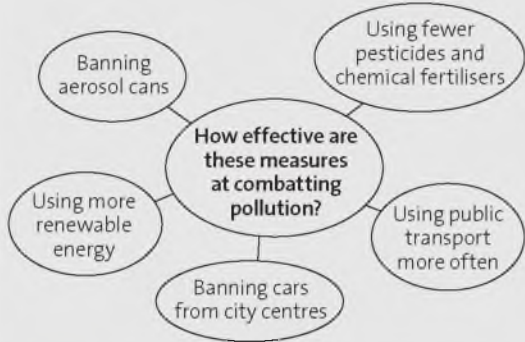 Banning
aerosol cans
Using fewer
pesticides and
chemical fertilisers
How effective are
these measures
at combatting
pollution?
Using more
renewable
energy
Using public
transport
more often
Banning cars
from city centres